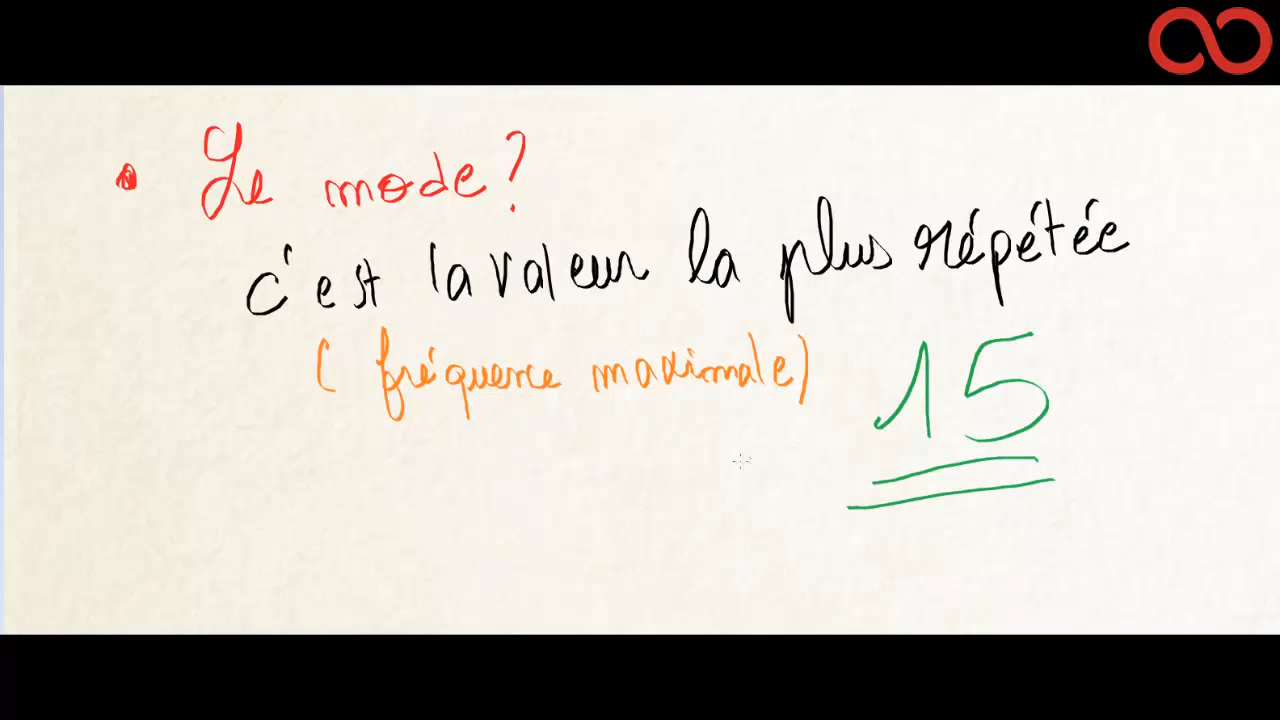 • Le mode?
c'est la valeur la plus répétée
(fréquence maximale)
15